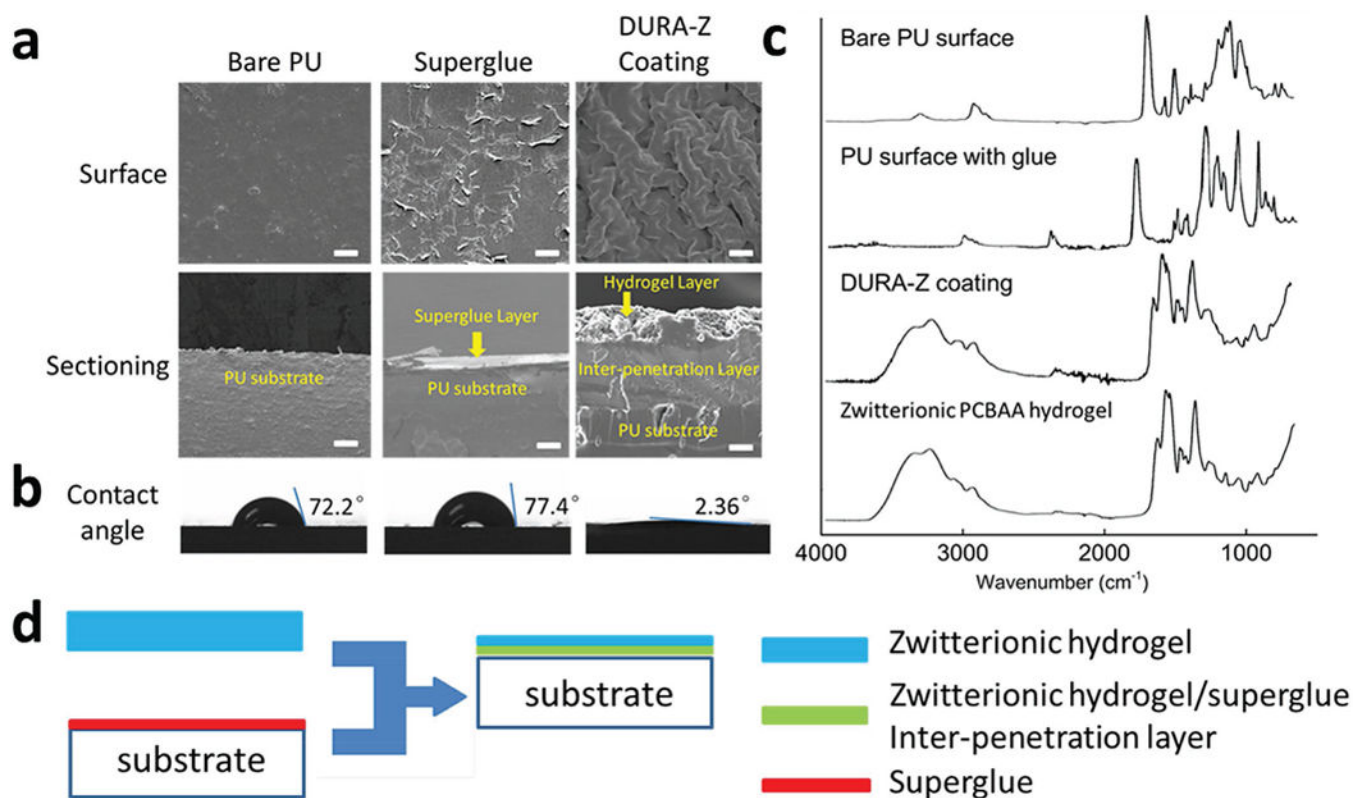 a
Bare PU
Superglue
DURA-Z
Coating
Surface
Sectioning
PU substrate
Superglue Layer
PU substrate
Hydrogel Layer
Inter-penetration Layer
PU substrate
b
Contact
angle
72.2°
77.4°
2.36°
c
Bare PU surface
PU surface with glue
DURA-Z coating
Zwitterionic PCBAA hydrogel
4000 3000 2000 1000
Wavenumber (cm⁻¹)
d
substrate
substrate
Zwitterionic hydrogel
Zwitterionic hydrogel/superglue
Inter-penetration layer
Superglue